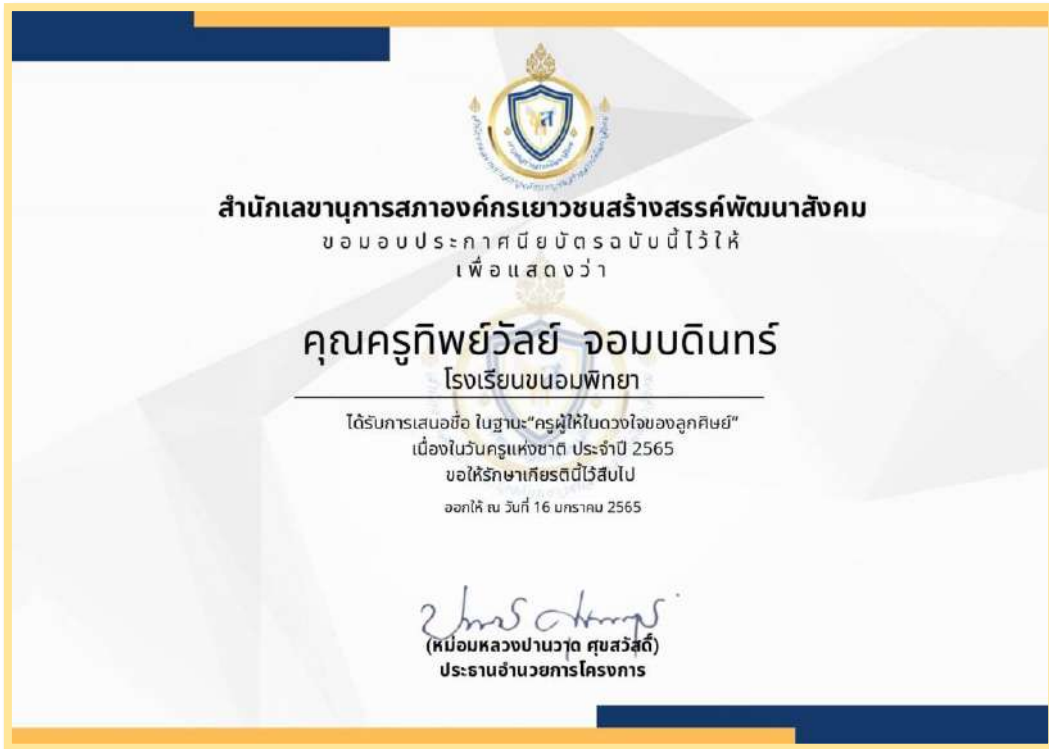 สำนักเลขานุการสภาองค์กรเยาวชนสร้างสรรค์พัฒนาสังคม
ขอมอบประกาศนียบัตรฉบับนี้ไว้ให้
เพื่อแสดงว่า
คุณครูทิพย์วัลย์ จอมบดินทร์
โรงเรียนขนอมพิทยา
ได้รับการเสนอชื่อ ในฐานะ“ครูผู้ให้ในดวงใจของลูกศิษย์”
เนื่องในวันครูแห่งชาติ ประจำปี 2565
ขอให้รักษาเกียรตินี้ไว้สืบไป
ออกให้ ณ วันที่ 16 มกราคม 2565
(หม่อมหลวงปานวาด ศุขสวัสดิ์)
ประธานอำนวยการโครงการ